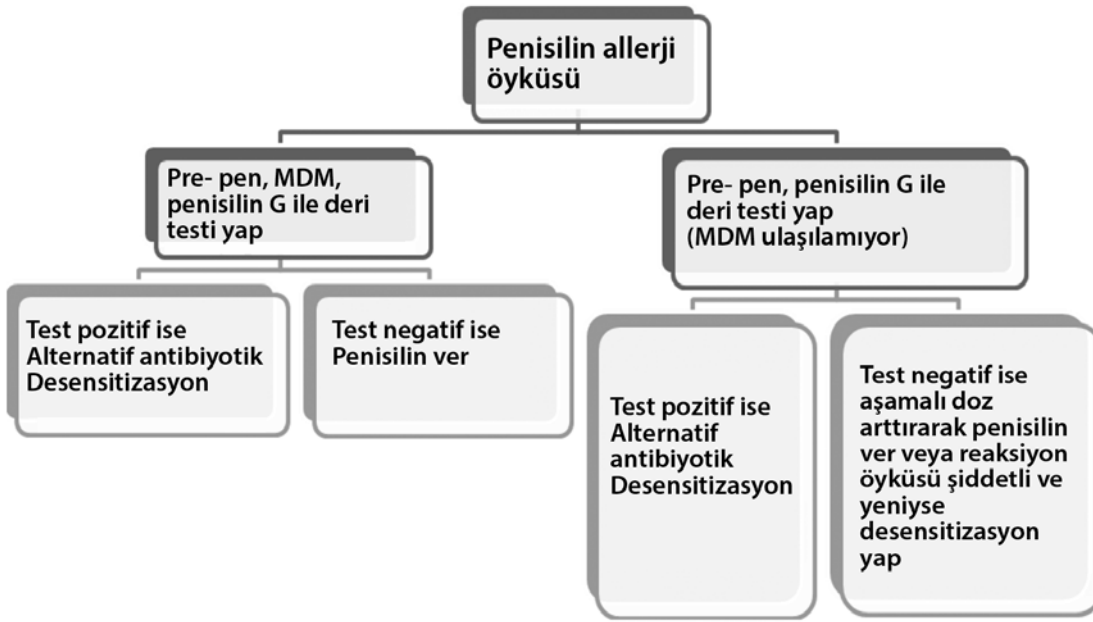 Penisilin allerji
öyküsü
Pre- pen, MDM,
penisilin G ile deri
testi yap
Pre- pen, penisilin G ile
deri testi yap
(MDM ulaşılamıyor)
Test pozitif ise
Alternatif antibiyotik
Desensitizasyon
Test negatif ise
Penisilin ver
Test pozitif ise
Alternatif
antibiyotik
Desensitizasyon
Test negatif ise
aşamalı doz
arttırarak penisilin
ver veya reaksiyon
öyküsü şiddetli ve
yeniyse
desensitizasyon
yap